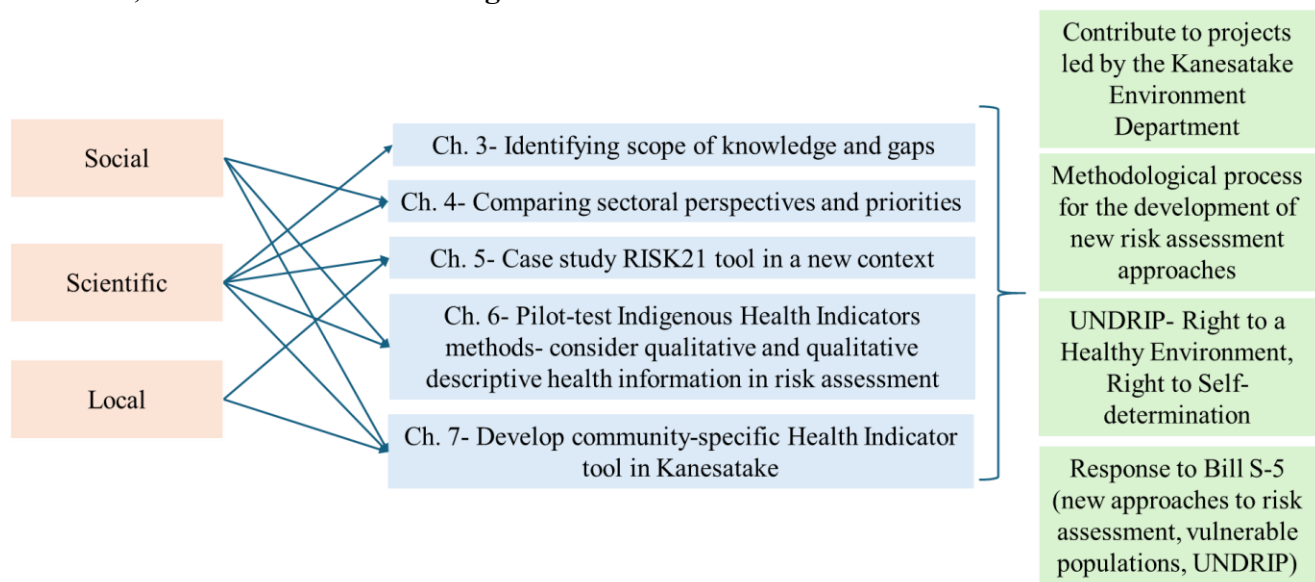 Social
Scientific
Local
Ch. 3- Identifying scope of knowledge and gaps
Ch. 4- Comparing sectoral perspectives and priorities
Ch. 5- Case study RISK21 tool in a new context
Ch. 6- Pilot-test Indigenous Health Indicators
methods- consider qualitative and qualitative
descriptive health information in risk assessment
Ch. 7- Develop community-specific Health Indicator
tool in Kanesatake
Contribute to projects
led by the Kanesatake
Environment
Department
Methodological process
for the development of
new risk assessment
approaches
UNDRIP- Right to a
Healthy Environment,
Right to Self-
determination
Response to Bill S-5
(new approaches to risk
assessment, vulnerable
populations, UNDRIP)